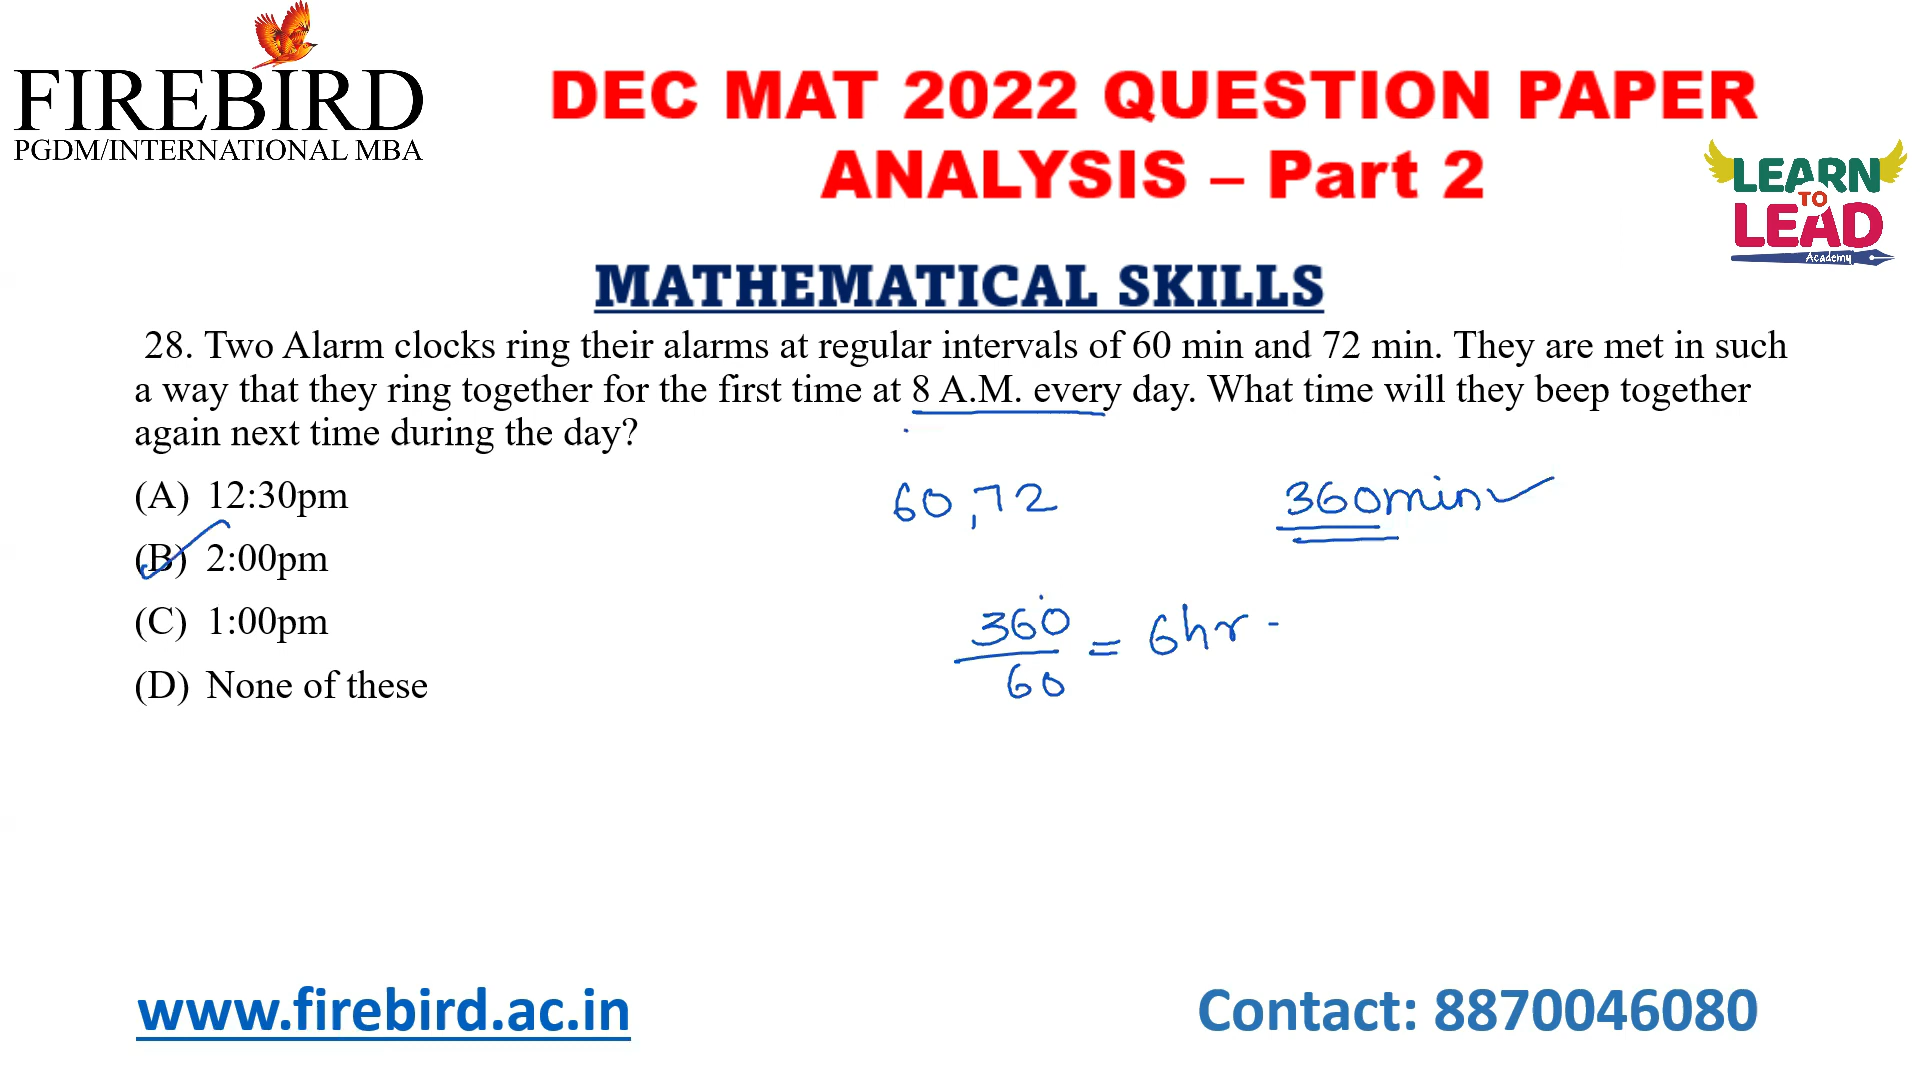 FIREBIRD
PGDM/INTERNATIONAL MBA
DEC MAT 2022 QUESTION PAPER
ANALYSIS – Part 2
LEARN
TO
LEAD
Academy
MATHEMATICAL SKILLS
28. Two Alarm clocks ring their alarms at regular intervals of 60 min and 72 min. They are met in such
a way that they ring together for the first time at 8 A.M. every day. What time will they beep together
again next time during the day?
(A) 12:30pm
60,72
360min
(B) 2:00pm
(C) 1:00pm
360/60 = 6hr -
(D) None of these
www.firebird.ac.in
Contact: 8870046080